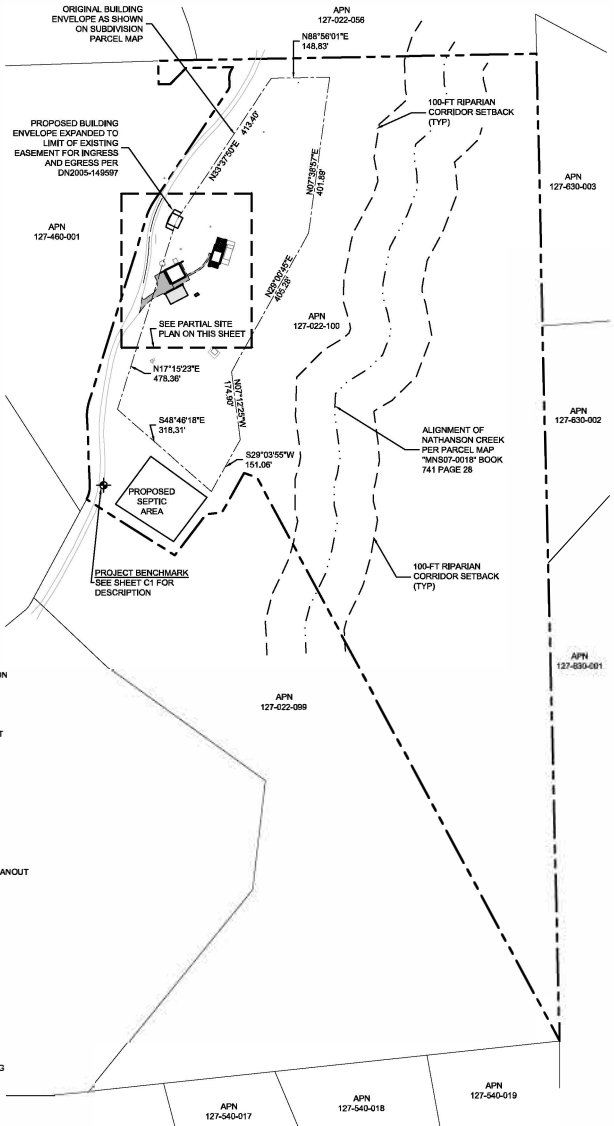 ORIGINAL BUILDING
ENVELOPE AS SHOWN
ON SUBDIVISION
PARCEL MAP
APN
127-022-056
N88°56'01"E
148.83'
100-FT RIPARIAN
CORRIDOR SETBACK
(TYP)
PROPOSED BUILDING
ENVELOPE EXPANDED TO
LIMIT OF EXISTING
EASEMENT FOR INGRESS
AND EGRESS PER
DN2005-149597
N33°37'50"E 413.40'
N07°38'57"E
401.89'
APN
127-630-003
APN
127-460-001
N29°00'45"E
405.28'
APN
127-022-100
SEE PARTIAL SITE
PLAN ON THIS SHEET
N17°15'23"E
478.36'
N07°12'25"W
174.90'
S48°46'18"E
318.31'
APN
127-630-002
ALIGNMENT OF
NATHANSON CREEK
PER PARCEL MAP
"MNS07-0018" BOOK
741 PAGE 28
S29°03'55"W
151.06'
PROPOSED
SEPTIC
AREA
PROJECT BENCHMARK
SEE SHEET C1 FOR
DESCRIPTION
100-FT RIPARIAN
CORRIDOR SETBACK
(TYP)
APN
127-630-001
ON
APN
127-022-099
T
ANOUT
G
APN
127-540-017
APN
127-540-018
APN
127-540-019